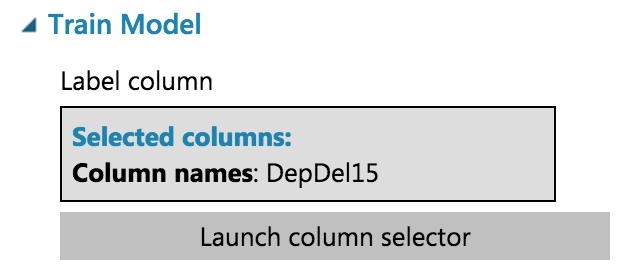 Train Model
Label column
Selected columns:
Column names: DepDel15
Launch column selector